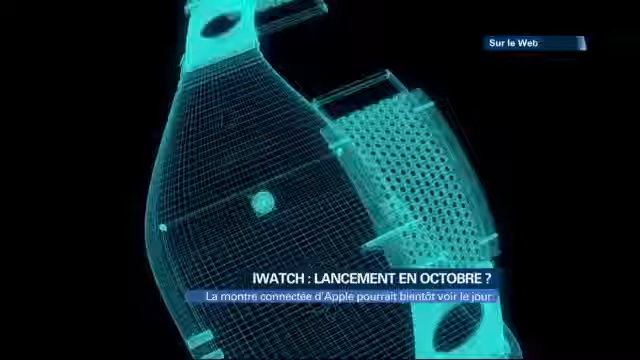 Sur le Web
IWATCH : LANCEMENT EN OCTOBRE ?
La montre connectée d'Apple pourrait bientôt voir le jour